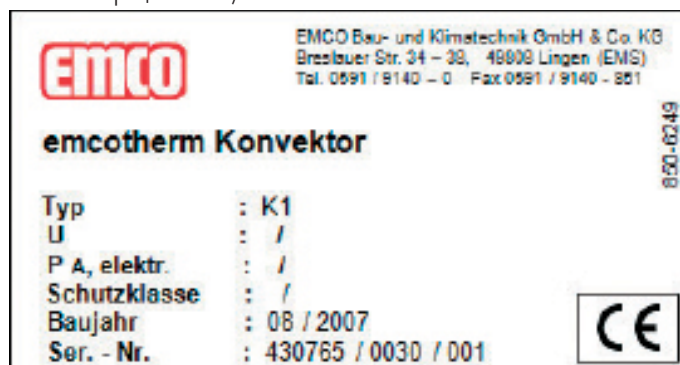 EMCO
EMCO Bau- und Klimatechnik GmbH & Co. KG
Breslauer Str. 34 – 38, 49808 Lingen (EMS)
Tel. 0591 / 9140 – 0 Fax 0591 / 9140 - 851
850-6249
emcotherm Konvektor
Typ : K1
U : /
P A, elektr. : /
Schutzklasse : /
Baujahr : 08 / 2007
Ser. - Nr. : 430765 / 0030 / 001
CE